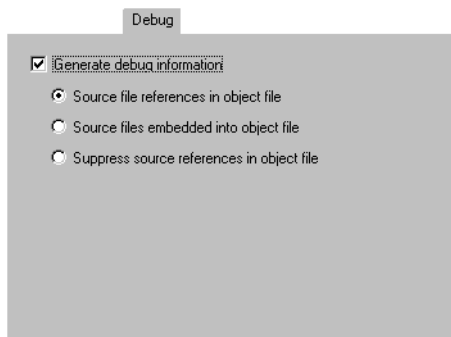 Debug
Generate debug information
Source file references in object file
Source files embedded into object file
Suppress source references in object file